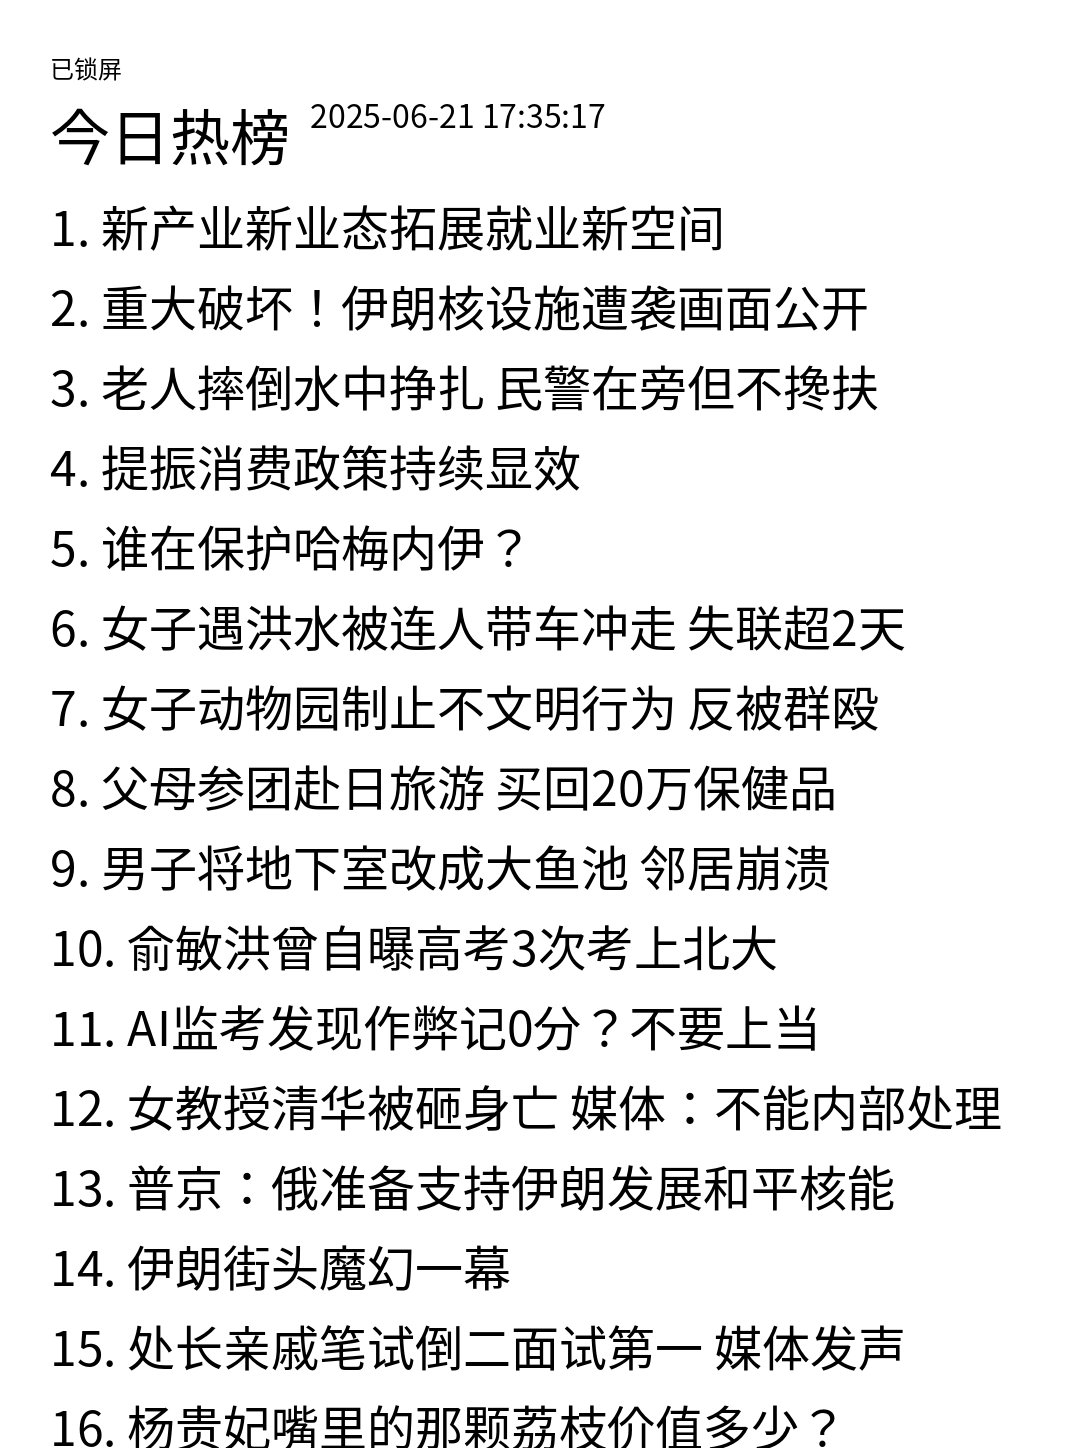 已锁屏
今日热榜 2025-06-21 17:35:17
1. 新产业新业态拓展就业新空间
2. 重大破坏！伊朗核设施遭袭画面公开
3. 老人摔倒水中挣扎 民警在旁但不搀扶
4. 提振消费政策持续显效
5. 谁在保护哈梅内伊？
6. 女子遇洪水被连人带车冲走 失联超2天
7. 女子动物园制止不文明行为 反被群殴
8. 父母参团赴日旅游 买回20万保健品
9. 男子将地下室改成大鱼池 邻居崩溃
10. 俞敏洪曾自曝高考3次考上北大
11. AI监考发现作弊记0分？不要上当
12. 女教授清华被砸身亡 媒体：不能内部处理
13. 普京：俄准备支持伊朗发展和平核能
14. 伊朗街头魔幻一幕
15. 处长亲戚笔试倒二面试第一 媒体发声
16. 杨贵妃嘴里的那颗荔枝价值多少？